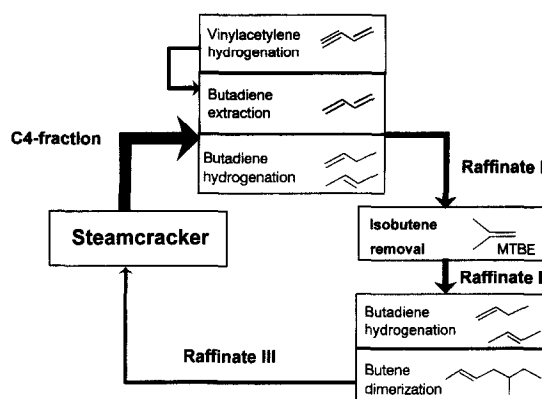 Vinylacetylene
hydrogenation
Butadiene
extraction
C4-fraction
Butadiene
hydrogenation
Raffinate I
Steamcracker
Isobutene
removal
MTBE
Raffinate I
Butadiene
hydrogenation
Raffinate III
Butene
dimerization